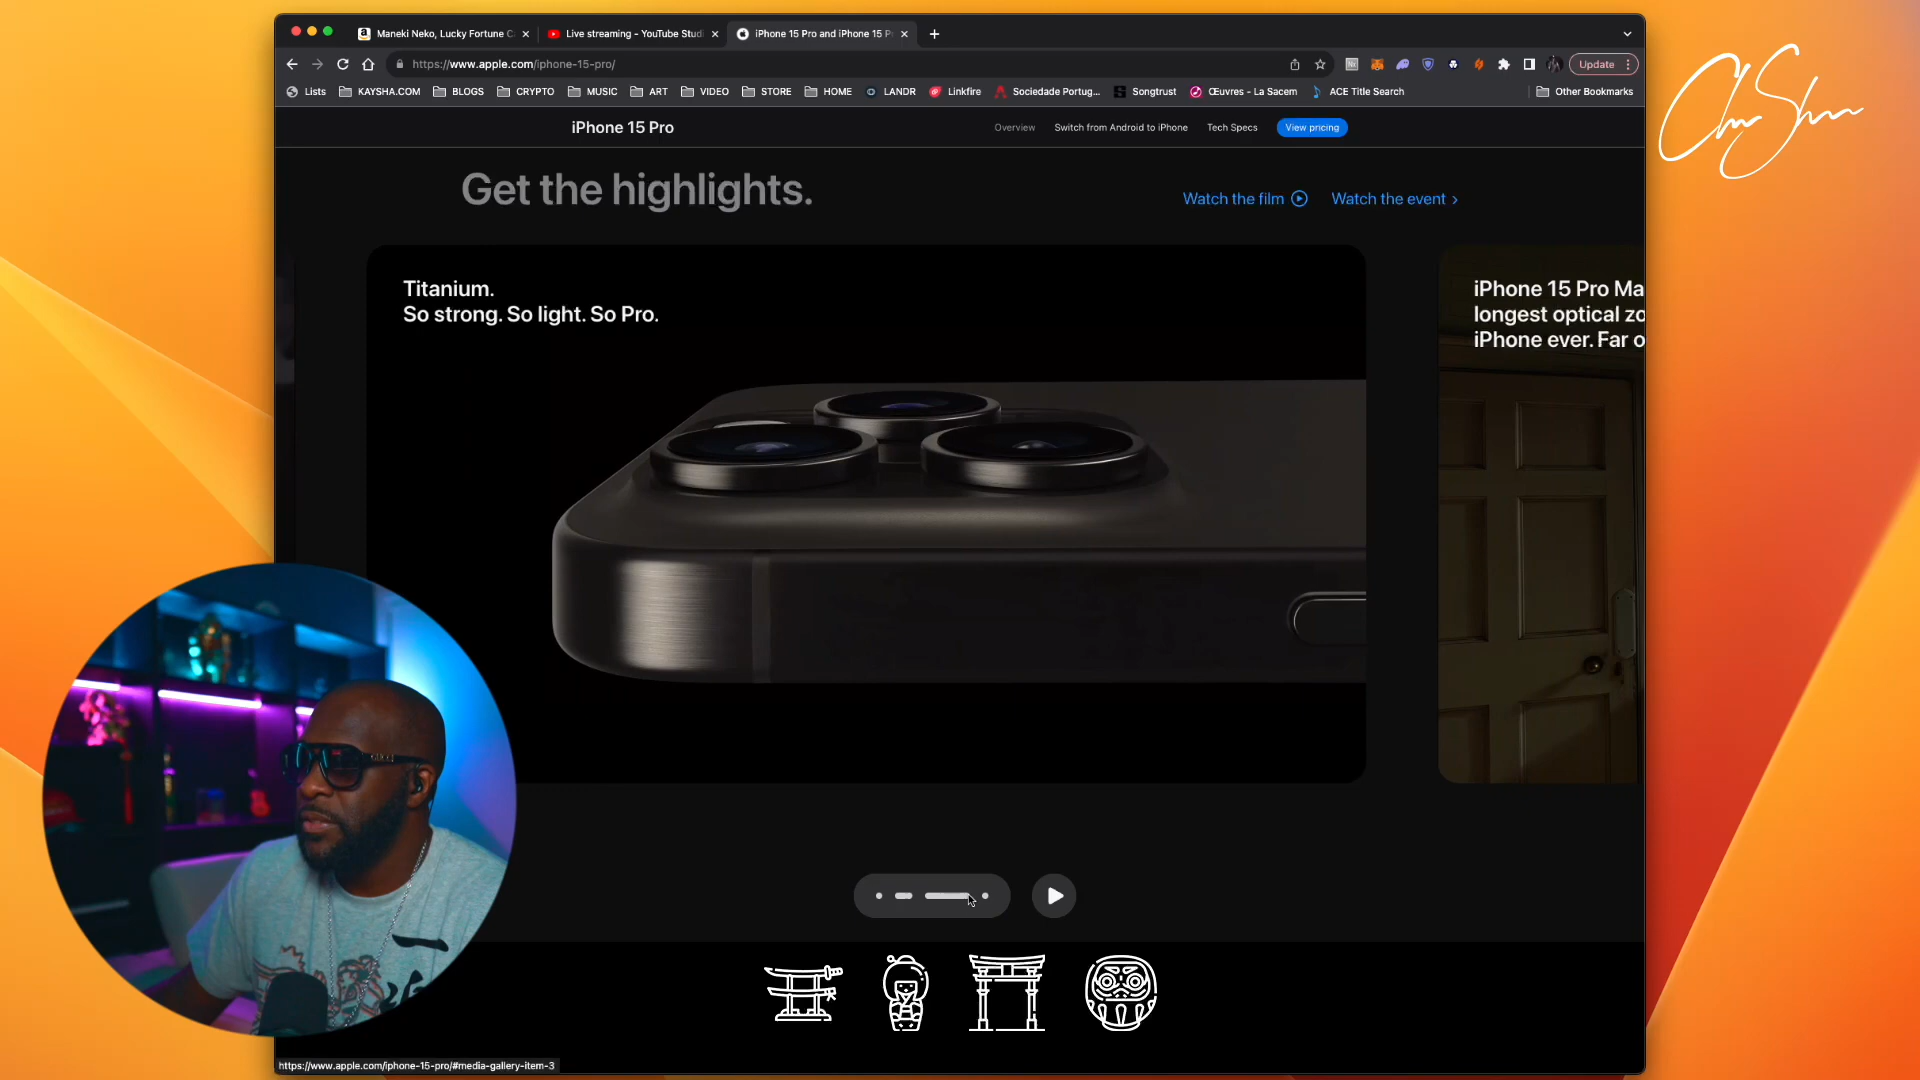 Maneki Neko, Lucky Fortune C
Live streaming - YouTube Studi
iPhone 15 Pro and iPhone 15 P
https://www.apple.com/iphone-15-pro/
Update
Lists
KAYSHA.COM
BLOGS
CRYPTO
MUSIC
ART
VIDEO
STORE
HOME
LANDR
Linkfire
Sociedade Portug...
Songtrust
Œuvres - La Sacem
ACE Title Search
Other Bookmarks
iPhone 15 Pro
Overview
Switch from Android to iPhone
Tech Specs
View pricing
Get the highlights.
Watch the film
Watch the event
Titanium.
So strong. So light. So Pro.
iPhone 15 Pro Ma
longest optical zo
iPhone ever. Far o
https://www.apple.com/iphone-15-pro/#media-gallery-item-3